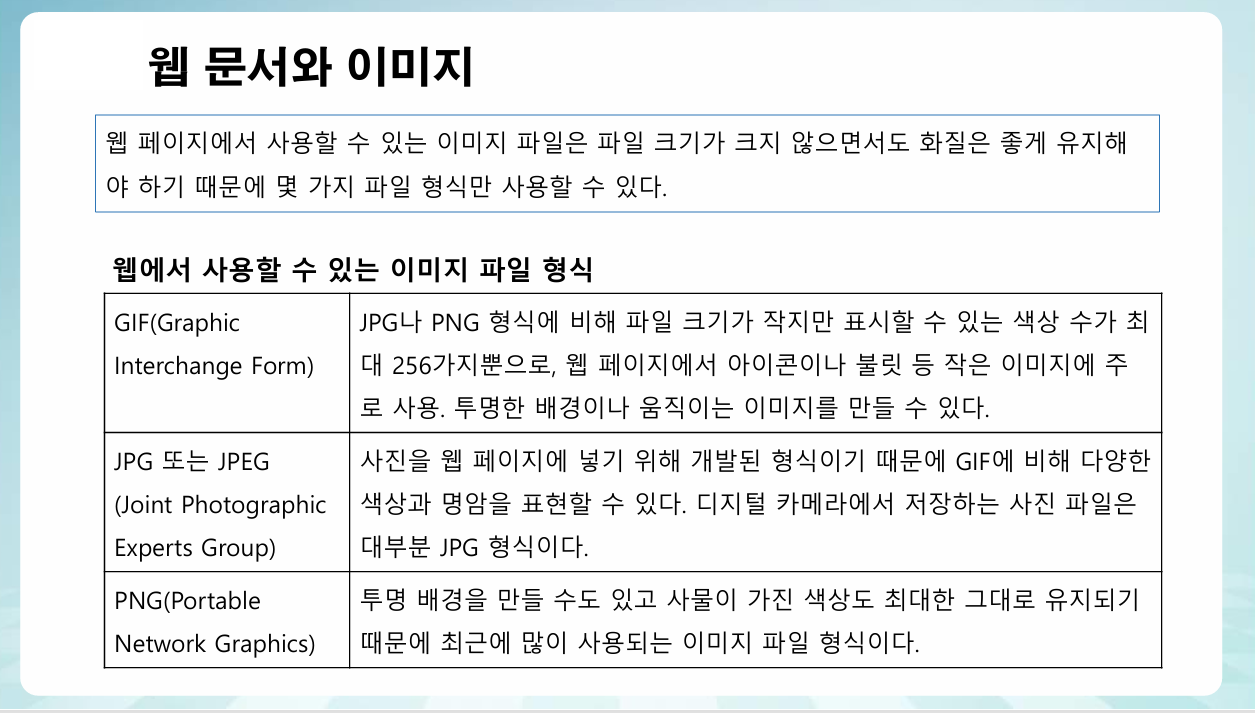 웹 문서와 이미지
웹 페이지에서 사용할 수 있는 이미지 파일은 파일 크기가 크지 않으면서도 화질은 좋게 유지해
야 하기 때문에 몇 가지 파일 형식만 사용할 수 있다.
웹에서 사용할 수 있는 이미지 파일 형식
GIF(Graphic
Interchange Form)
JPG나 PNG 형식에 비해 파일 크기가 작지만 표시할 수 있는 색상 수가 최
대 256가지뿐으로, 웹 페이지에서 아이콘이나 불릿 등 작은 이미지에 주
로 사용. 투명한 배경이나 움직이는 이미지를 만들 수 있다.
JPG 또는 JPEG
(Joint Photographic
Experts Group)
사진을 웹 페이지에 넣기 위해 개발된 형식이기 때문에 GIF에 비해 다양한
색상과 명암을 표현할 수 있다. 디지털 카메라에서 저장하는 사진 파일은
대부분 JPG 형식이다.
PNG(Portable
Network Graphics)
투명 배경을 만들 수도 있고 사물이 가진 색상도 최대한 그대로 유지되기
때문에 최근에 많이 사용되는 이미지 파일 형식이다.